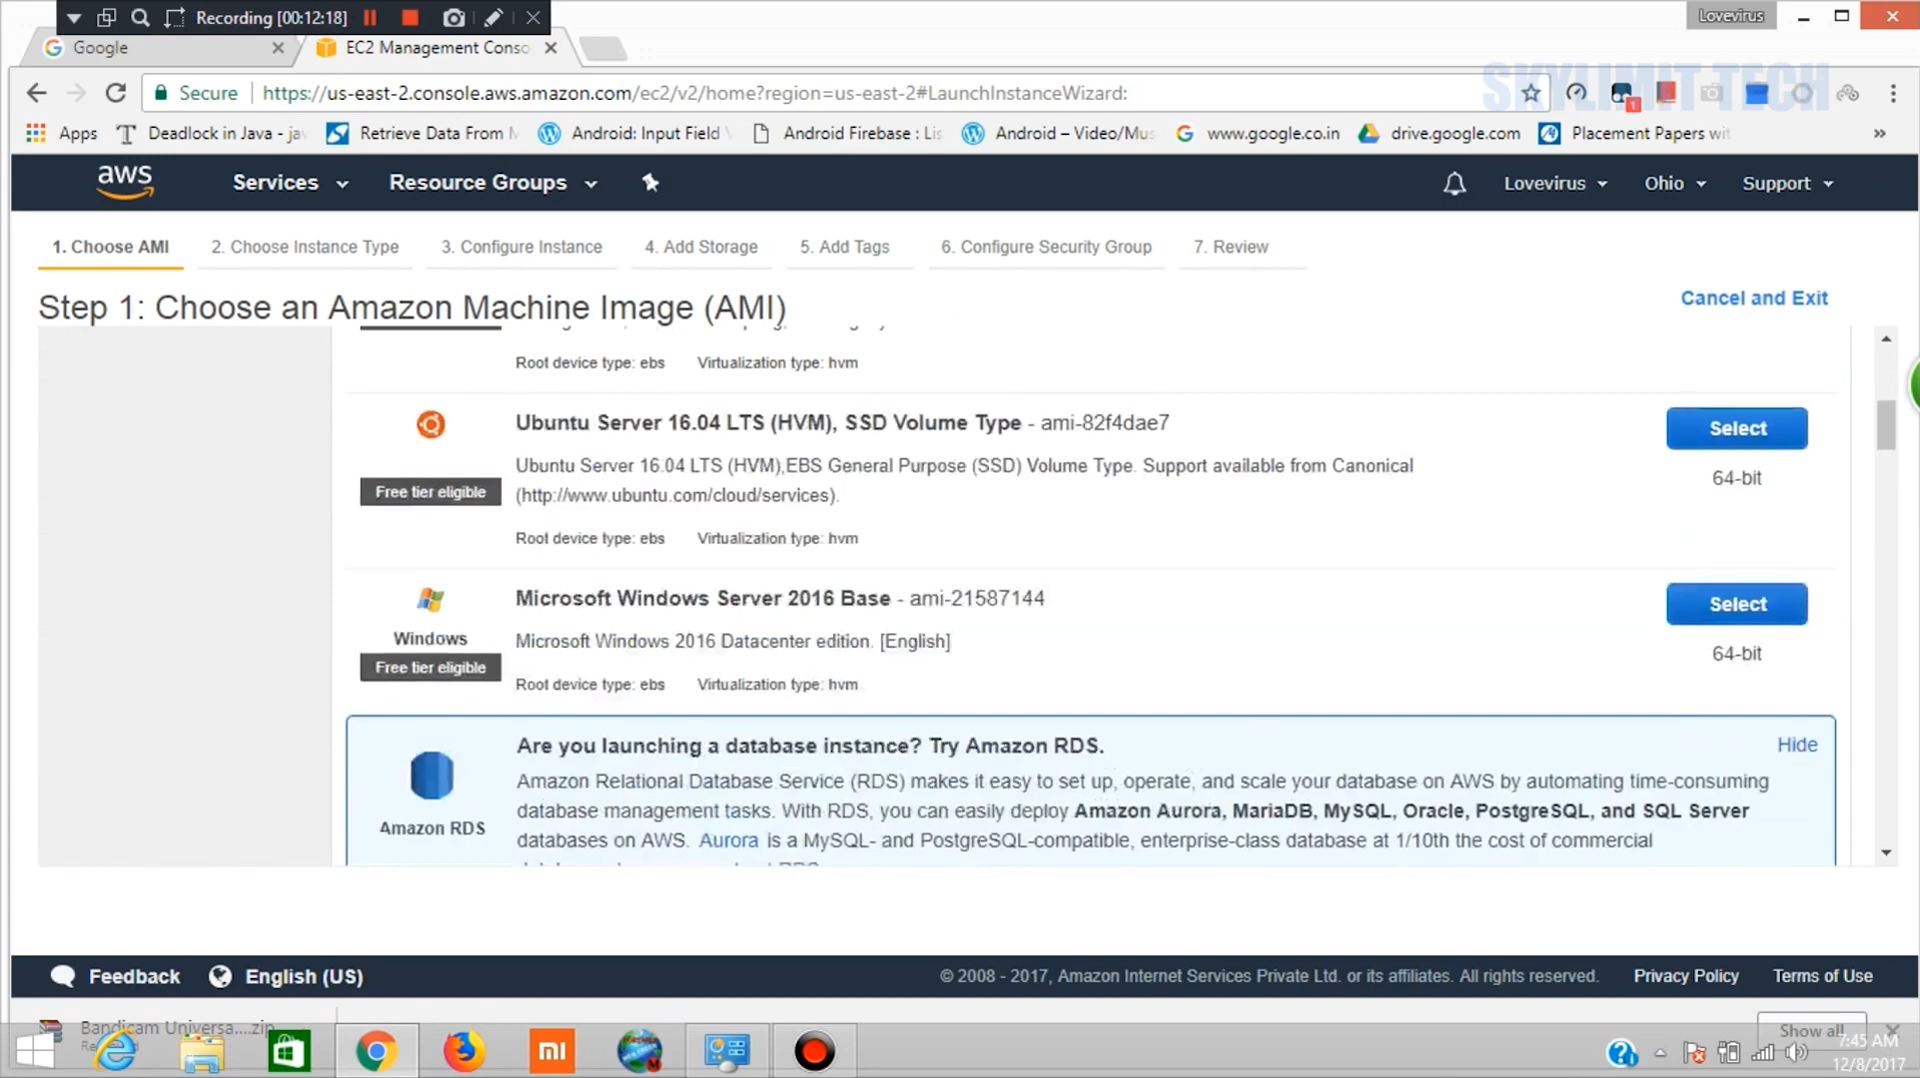 Recording [00:12:18]
Lovevirus
Google
EC2 Management Conso
SKYLIMIT TECH
Secure
https://us-east-2.console.aws.amazon.com/ec2/v2/home?region=us-east-2#LaunchInstanceWizard:
1
Apps
Deadlock in Java - jav
Retrieve Data From M
Android: Input Field V
Android Firebase : Lis
Android – Video/Mus
www.google.co.in
drive.google.com
Placement Papers wit
»
aws
Services
Resource Groups
Lovevirus
Ohio
Support
1. Choose AMI
2. Choose Instance Type
3. Configure Instance
4. Add Storage
5. Add Tags
6. Configure Security Group
7. Review
Step 1: Choose an Amazon Machine Image (AMI)
Cancel and Exit
Root device type: ebs Virtualization type: hvm
Ubuntu Server 16.04 LTS (HVM), SSD Volume Type - ami-82f4dae7
Select
Ubuntu Server 16.04 LTS (HVM),EBS General Purpose (SSD) Volume Type. Support available from Canonical
64-bit
Free tier eligible
(http://www.ubuntu.com/cloud/services).
Root device type: ebs Virtualization type: hvm
Microsoft Windows Server 2016 Base - ami-21587144
Select
Windows
Microsoft Windows 2016 Datacenter edition. [English]
64-bit
Free tier eligible
Root device type: ebs Virtualization type: hvm
Are you launching a database instance? Try Amazon RDS.
Hide
Amazon Relational Database Service (RDS) makes it easy to set up, operate, and scale your database on AWS by automating time-consuming
database management tasks. With RDS, you can easily deploy Amazon Aurora, MariaDB, MySQL, Oracle, PostgreSQL, and SQL Server
Amazon RDS
databases on AWS. Aurora is a MySQL- and PostgreSQL-compatible, enterprise-class database at 1/10th the cost of commercial
Feedback
English (US)
© 2008 - 2017, Amazon Internet Services Private Ltd. or its affiliates. All rights reserved.
Privacy Policy
Terms of Use
Bandicam Universa....zip
Show all
7:45 AM
12/8/2017